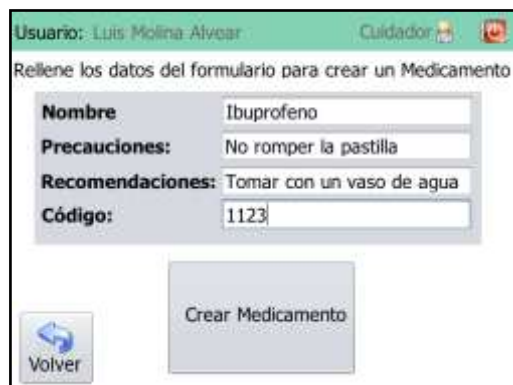 Usuario: Luis Molina Alvear Cuidador
Rellene los datos del formulario para crear un Medicamento
Nombre Ibuprofeno
Precauciones: No romper la pastilla
Recomendaciones: Tomar con un vaso de agua
Código: 1123
Crear Medicamento
Volver